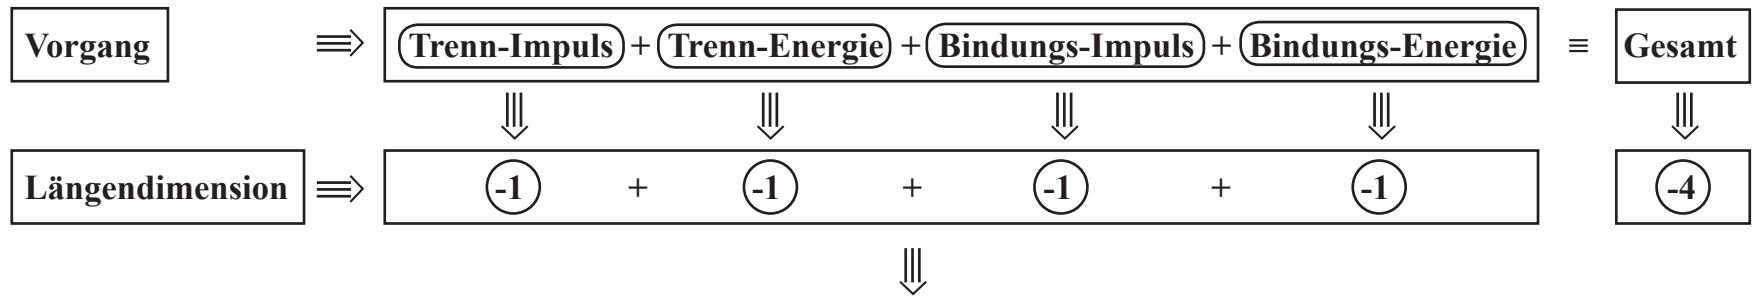 Vorgang ⇛ Trenn-Impuls + Trenn-Energie + Bindungs-Impuls + Bindungs-Energie ≡ Gesamt
Längendimension ⇛ -1 + -1 + -1 + -1 -4